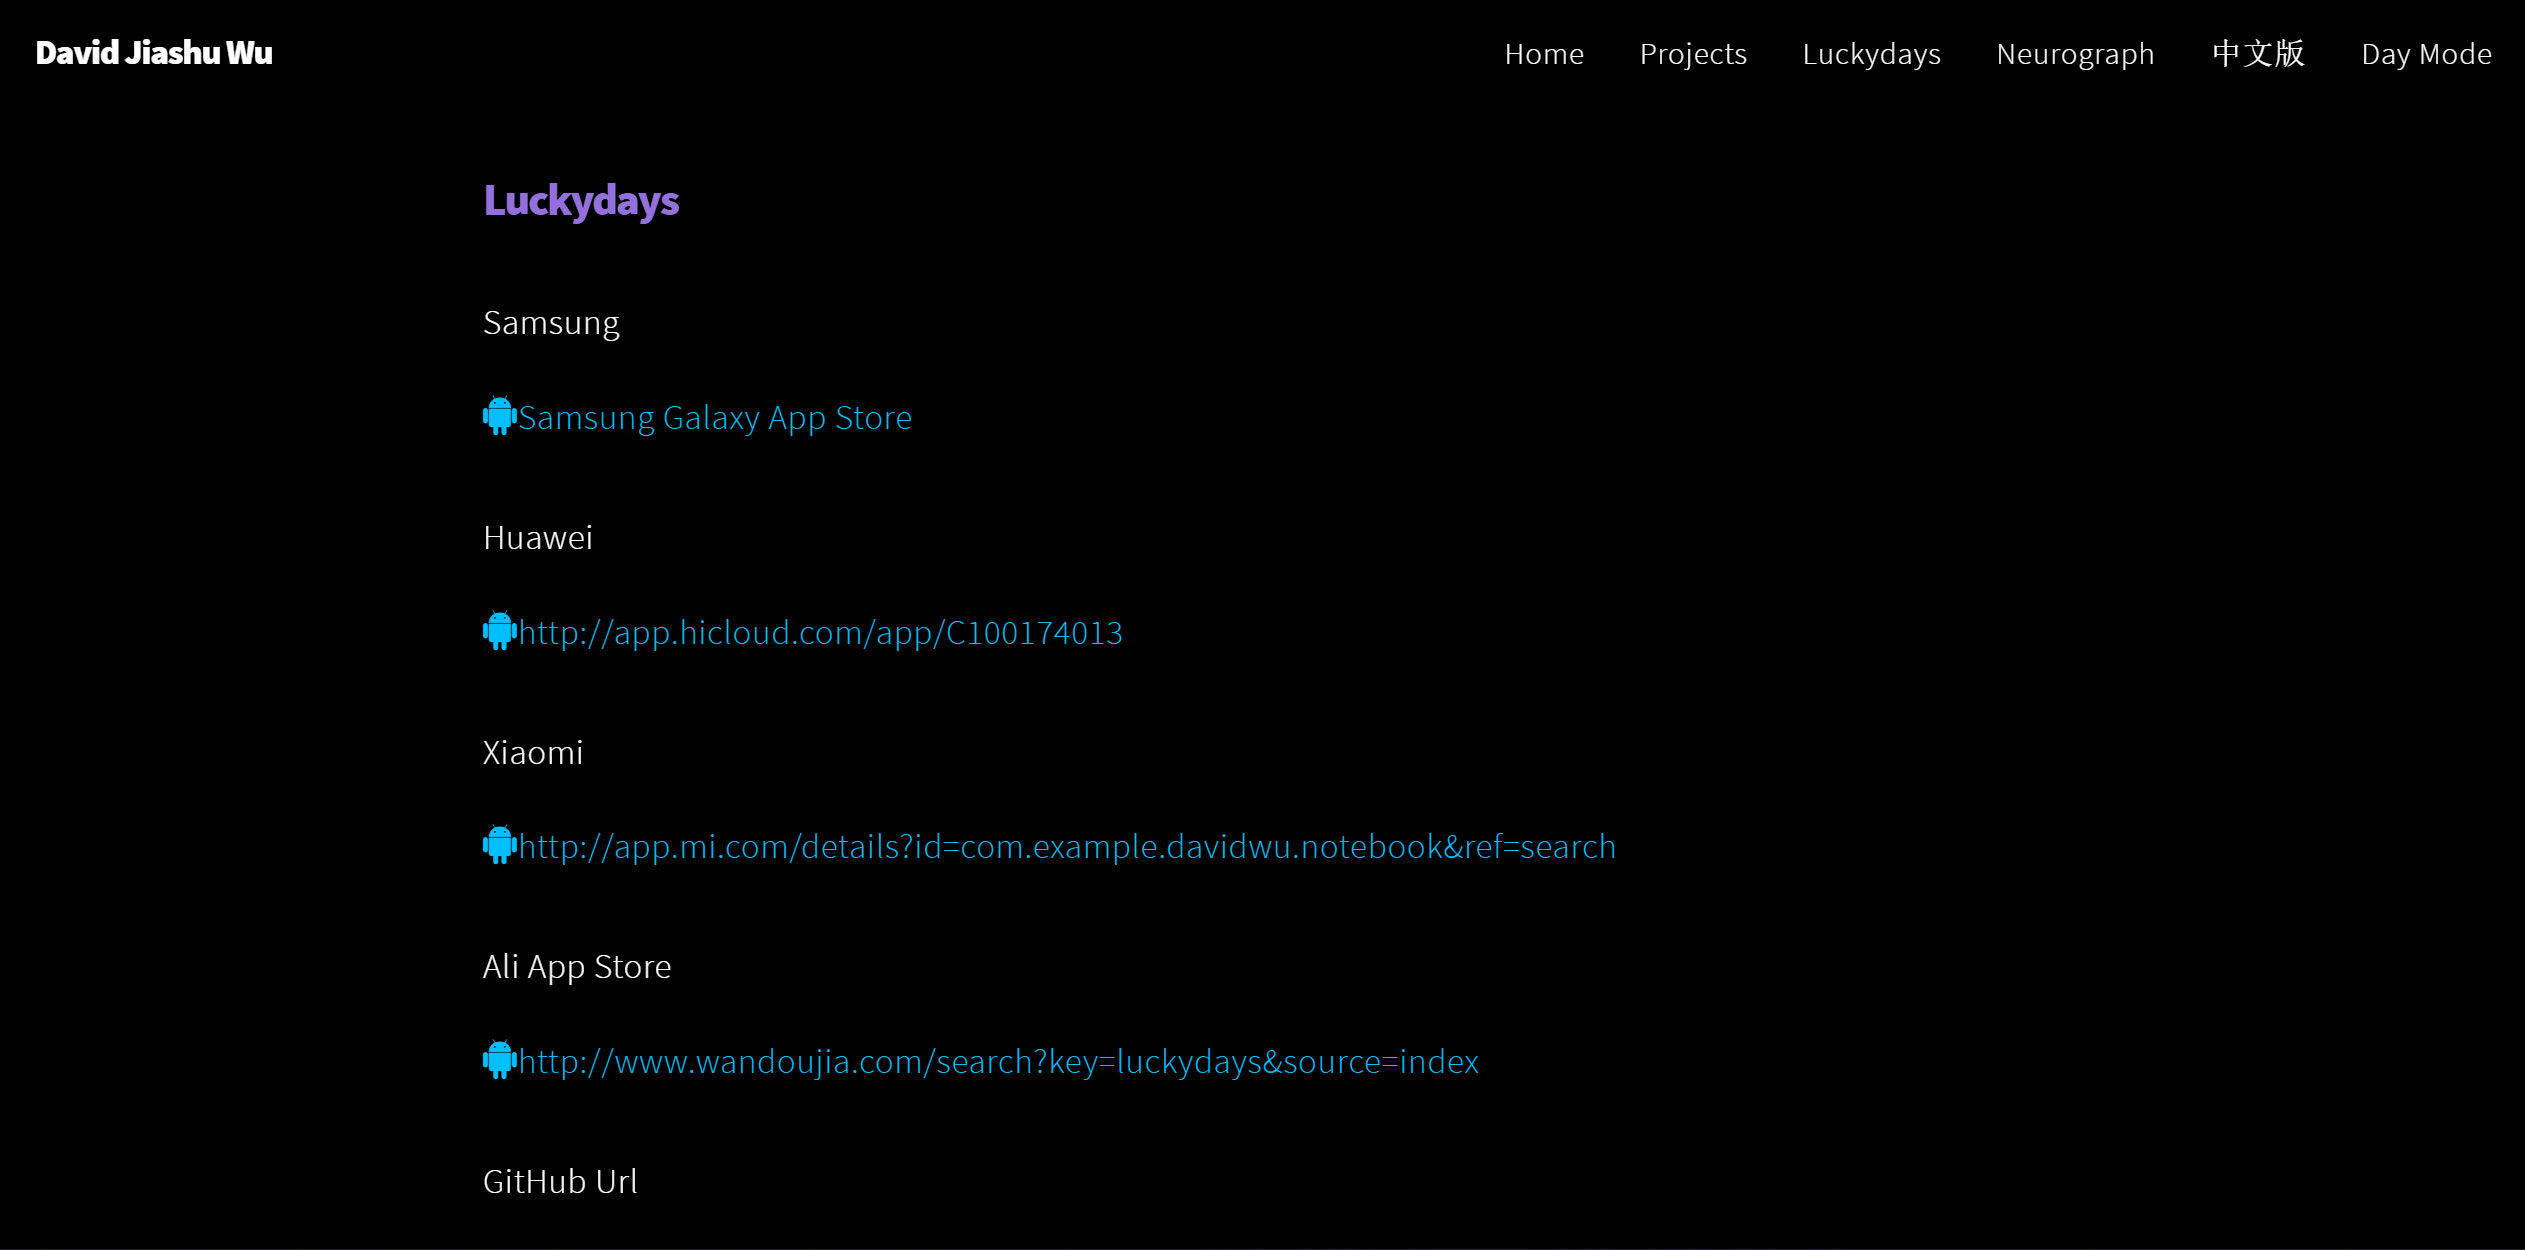 David Jiashu Wu
Home Projects Luckydays Neurograph 中文版 Day Mode
Luckydays
Samsung
Samsung Galaxy App Store
Huawei
http://app.hicloud.com/app/C100174013
Xiaomi
http://app.mi.com/details?id=com.example.davidwu.notebook&ref=search
Ali App Store
http://www.wandoujia.com/search?key=luckydays&source=index
GitHub Url